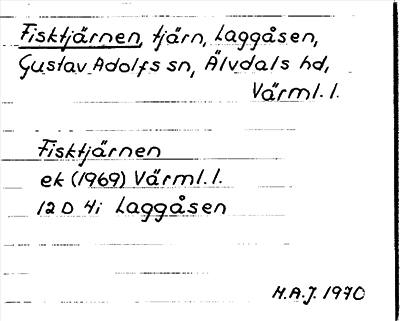 Fisktjärnen, tjärn, Laggåsen,
Gustav Adolfs sn, Älvdals hd,
Värml. l.
Fisktjärnen
ek (1969) Värml. l.
12 D 4i Laggåsen
H.A.J. 1970